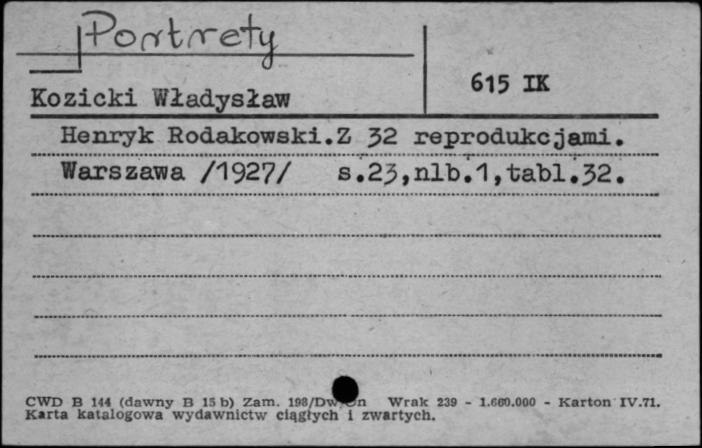 Portrety
615 IK
Kozicki Władysław
Henryk Rodakowski.Z 32 reprodukcjami.
Warszawa /1927/ s.23,nlb.1,tabl.32.
CWD B 144 (dawny B 15 b) Zam. 198/Dw/ Wrak 239 - 1.600.000 - Karton IV.71.
Karta katalogowa wydawnictw ciągłych i zwartych.